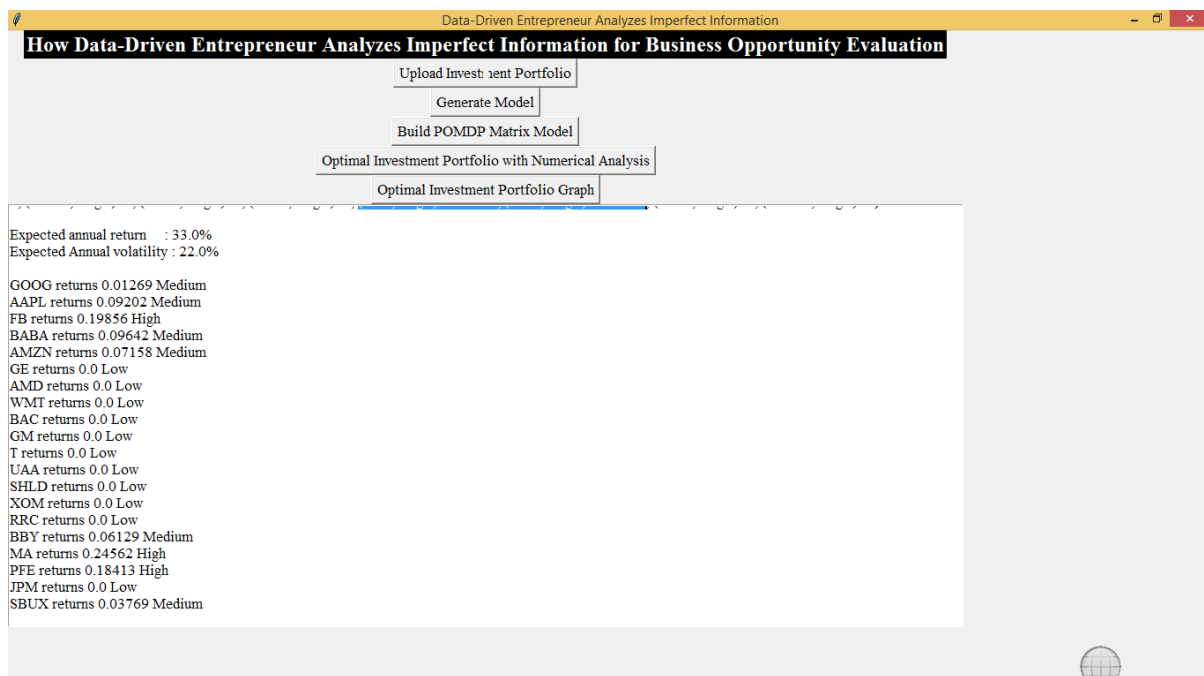 Data-Driven Entrepreneur Analyzes Imperfect Information
How Data-Driven Entrepreneur Analyzes Imperfect Information for Business Opportunity Evaluation
Upload Investment Portfolio
Generate Model
Build POMDP Matrix Model
Optimal Investment Portfolio with Numerical Analysis
Optimal Investment Portfolio Graph
Expected annual return : 33.0%
Expected Annual volatility : 22.0%
GOOG returns 0.01269 Medium
AAPL returns 0.09202 Medium
FB returns 0.19856 High
BABA returns 0.09642 Medium
AMZN returns 0.07158 Medium
GE returns 0.0 Low
AMD returns 0.0 Low
WMT returns 0.0 Low
BAC returns 0.0 Low
GM returns 0.0 Low
T returns 0.0 Low
UAA returns 0.0 Low
SHLD returns 0.0 Low
XOM returns 0.0 Low
RRC returns 0.0 Low
BBY returns 0.06129 Medium
MA returns 0.24562 High
PFE returns 0.18413 High
JPM returns 0.0 Low
SBUX returns 0.03769 Medium